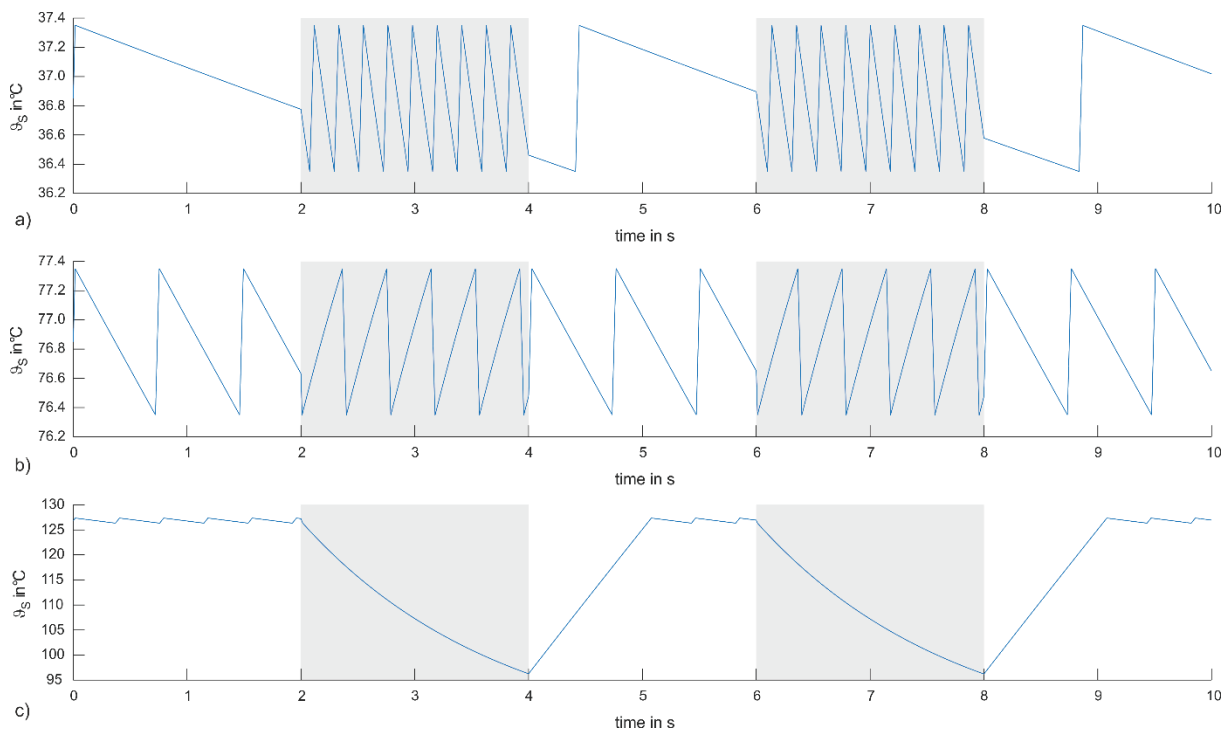 37.4
37.2
37.0
36.8
36.6
36.4
36.2
ϑS in°C
0 1 2 3 4 5 6 7 8 9 10
a)
time in s
77.4
77.2
77.0
76.8
76.6
76.4
76.2
ϑS in°C
0 1 2 3 4 5 6 7 8 9 10
b)
time in s
130
125
120
115
110
105
100
95
ϑS in°C
0 1 2 3 4 5 6 7 8 9 10
c)
time in s